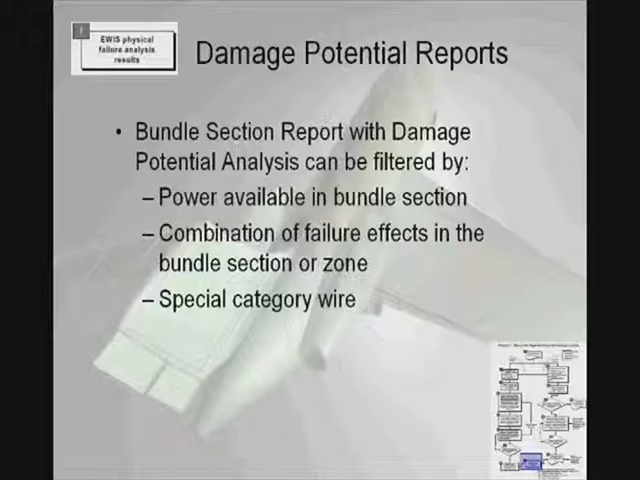 EWIS physical
failure analysis
results
Damage Potential Reports
• Bundle Section Report with Damage
Potential Analysis can be filtered by:
– Power available in bundle section
– Combination of failure effects in the
bundle section or zone
– Special category wire